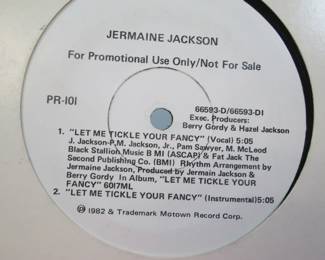 JERMAINE JACKSON
For Promotional Use Only/Not For Sale
PR-101
66593-D/66593-DI
Exec. Producers:
Berry Gordy & Hazel Jackson
1. "LET ME TICKLE YOUR FANCY" (Vocal) 5:05
J. Jackson-P.M. Jackson, Jr., Pam Sawyer, M. McLeod
Black Stallion Music B MI (ASCAP) & Fat Jack The
Second Publishing Co. (BMI) Rhythm Arrangement by
Jermaine Jackson, Produced by Jermain Jackson &
Berry Gordy In Album, "LET ME TICKLE YOUR
FANCY" 6017ML
2. "LET ME TICKLE YOUR FANCY" (Instrumental) 5:05
℗ 1982 & Trademark Motown Record Corp.